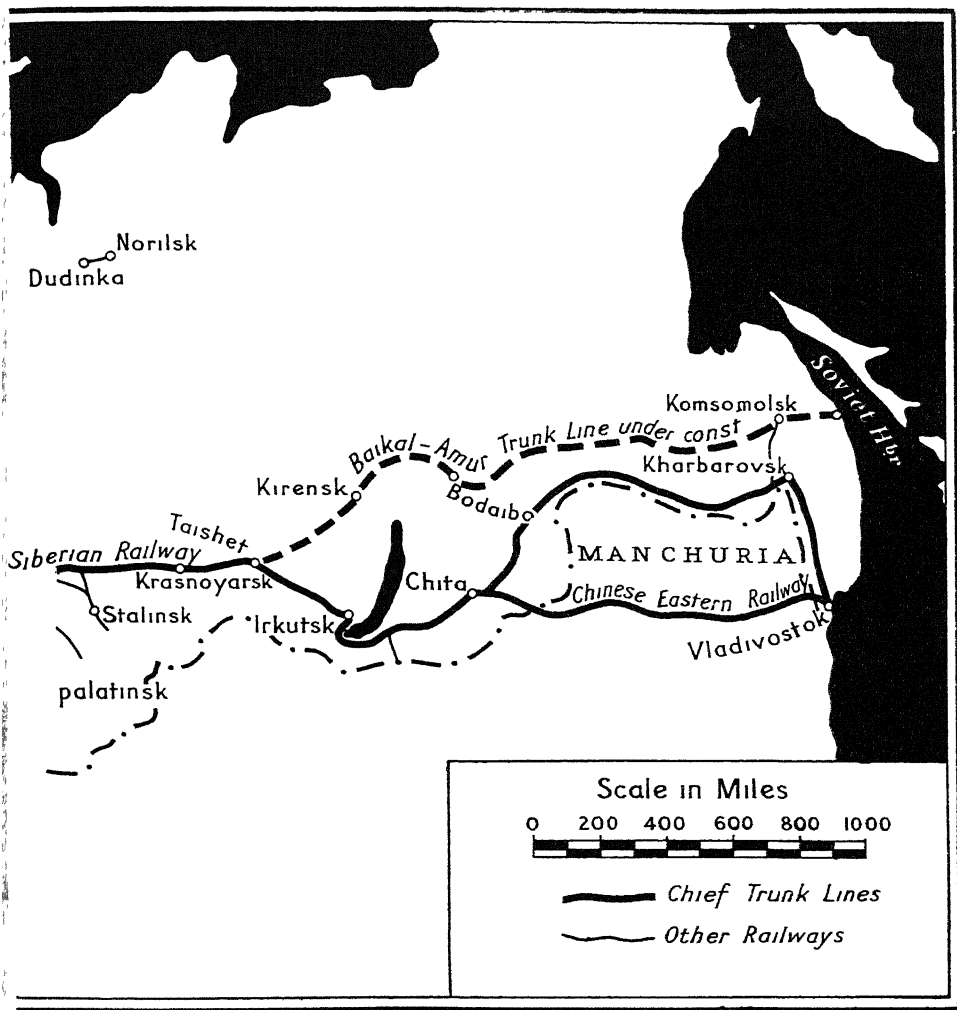 Norilsk
Dudinka
Soviet Hbr
Komsomolsk
Baikal-Amur Trunk Line under const
Kharbarovsk
Kirensk
Bodaibo
Taishet
Siberian Railway
MANCHURIA
Krasnoyarsk
Chita
Chinese Eastern Railway
Stalinsk
Irkutsk
Vladivostok
palatinsk
Scale in Miles
0 200 400 600 800 1000
Chief Trunk Lines
Other Railways